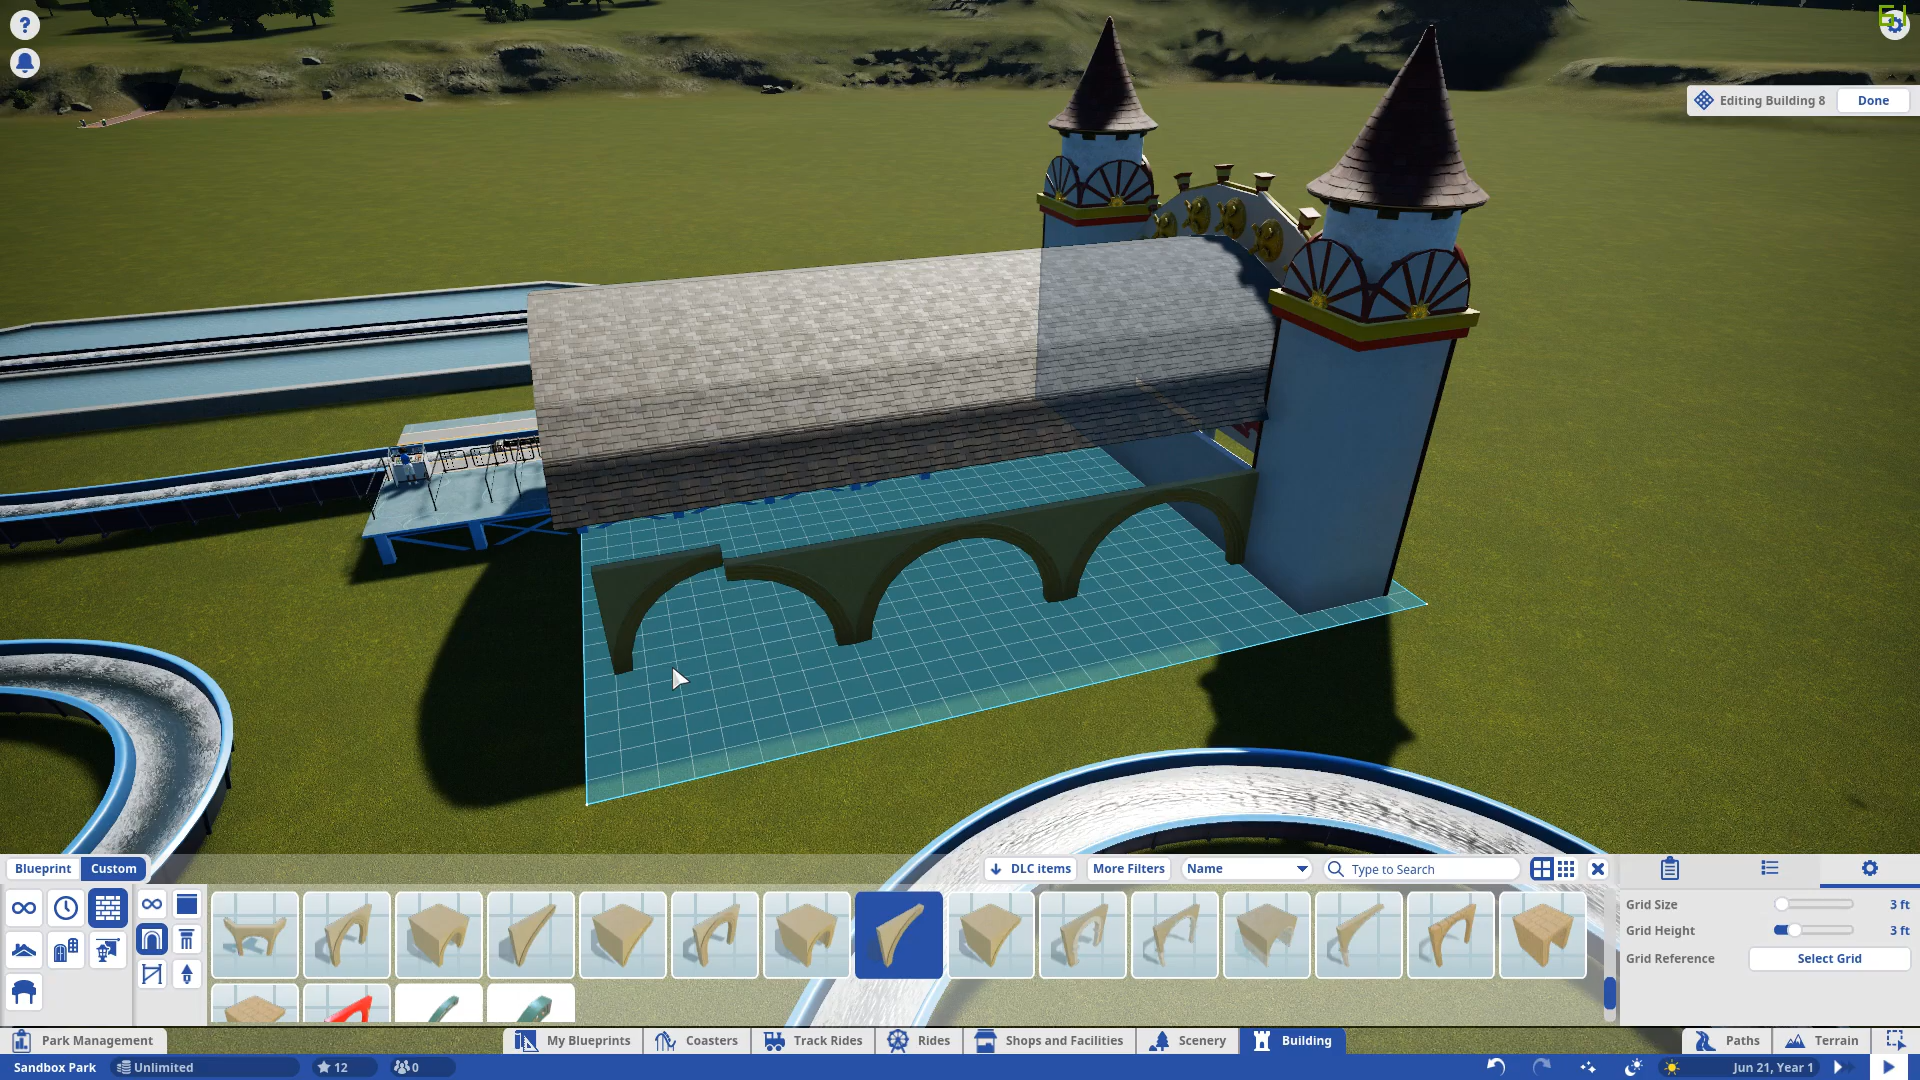 51
Editing Building 8
Done
Blueprint
Custom
DLC items
More Filters
Name
Type to Search
Grid Size
3 ft
Grid Height
3 ft
Grid Reference
Select Grid
Park Management
My Blueprints
Coasters
Track Rides
Rides
Shops and Facilities
Scenery
Building
Paths
Terrain
Sandbox Park
Unlimited
12
0
Jun 21, Year 1